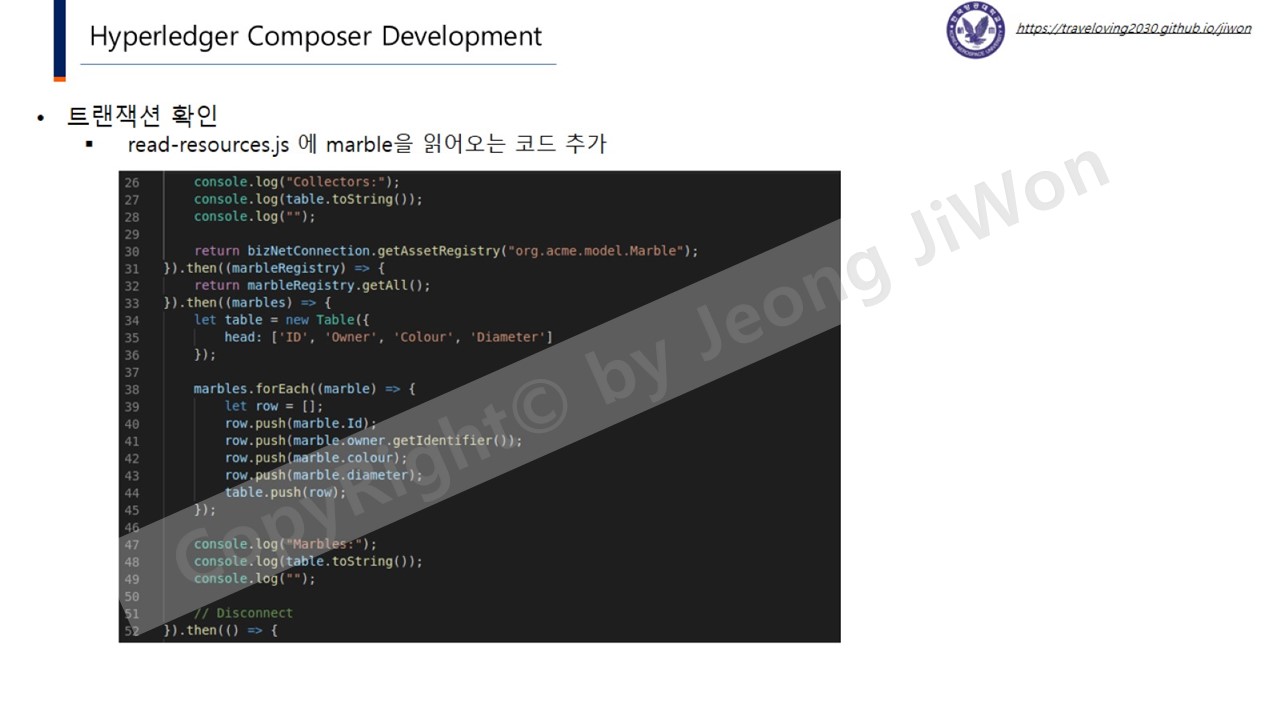 Hyperledger Composer Development
https://traveloving2030.github.io/jiwon
• 트랜잭션 확인
▪ read-resources.js 에 marble을 읽어오는 코드 추가
26 console.log("Collectors:");
27 console.log(table.toString());
28 console.log("");
29
30 return bizNetConnection.getAssetRegistry("org.acme.model.Marble");
31 }).then((marbleRegistry) => {
32 return marbleRegistry.getAll();
33 }).then((marbles) => {
34 let table = new Table({
35 head: ['ID', 'Owner', 'Colour', 'Diameter']
36 });
37
38 marbles.forEach((marble) => {
39 let row = [];
40 row.push(marble.Id);
41 row.push(marble.owner.getIdentifier());
42 row.push(marble.colour);
43 row.push(marble.diameter);
44 table.push(row);
45 });
46
47 console.log("Marbles:");
48 console.log(table.toString());
49 console.log("");
50
51 // Disconnect
52 }).then(() => {
CopyRight© by Jeong JiWon